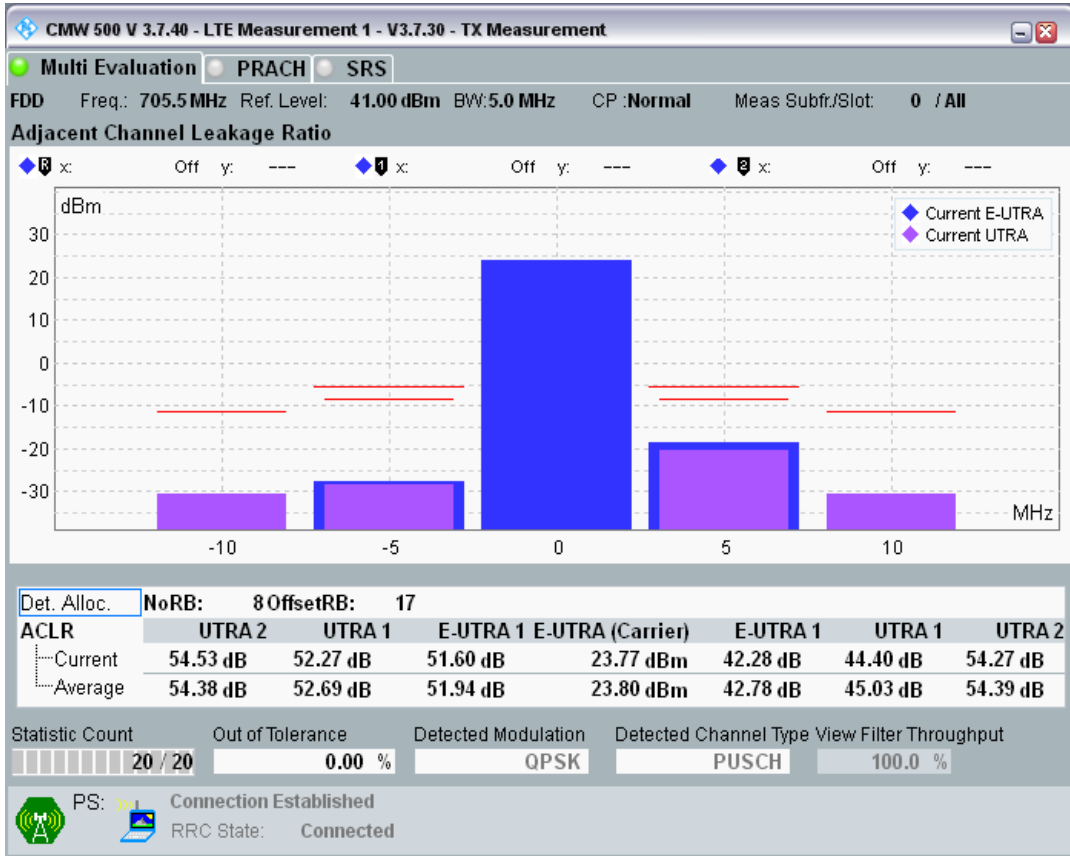 CMW 500 V 3.7.40 - LTE Measurement 1 - V3.7.30 - TX Measurement
Multi Evaluation PRACH SRS
FDD Freq.: 705.5 MHz Ref. Level: 41.00 dBm BW: 5.0 MHz CP : Normal Meas Subfr./Slot: 0 / All
Adjacent Channel Leakage Ratio
R x: Off y: --- 1 x: Off y: --- 2 x: Off y: ---
dBm
Current E-UTRA
Current UTRA
30
20
10
0
-10
-20
-30
MHz
-10 -5 0 5 10
Det. Alloc. NoRB: 8 OffsetRB: 17
ACLR UTRA 2 UTRA 1 E-UTRA 1 E-UTRA (Carrier) E-UTRA 1 UTRA 1 UTRA 2
Current 54.53 dB 52.27 dB 51.60 dB 23.77 dBm 42.28 dB 44.40 dB 54.27 dB
Average 54.38 dB 52.69 dB 51.94 dB 23.80 dBm 42.78 dB 45.03 dB 54.39 dB
Statistic Count Out of Tolerance Detected Modulation Detected Channel Type View Filter Throughput
20 / 20 0.00 % QPSK PUSCH 100.0 %
PS: Connection Established
RRC State: Connected